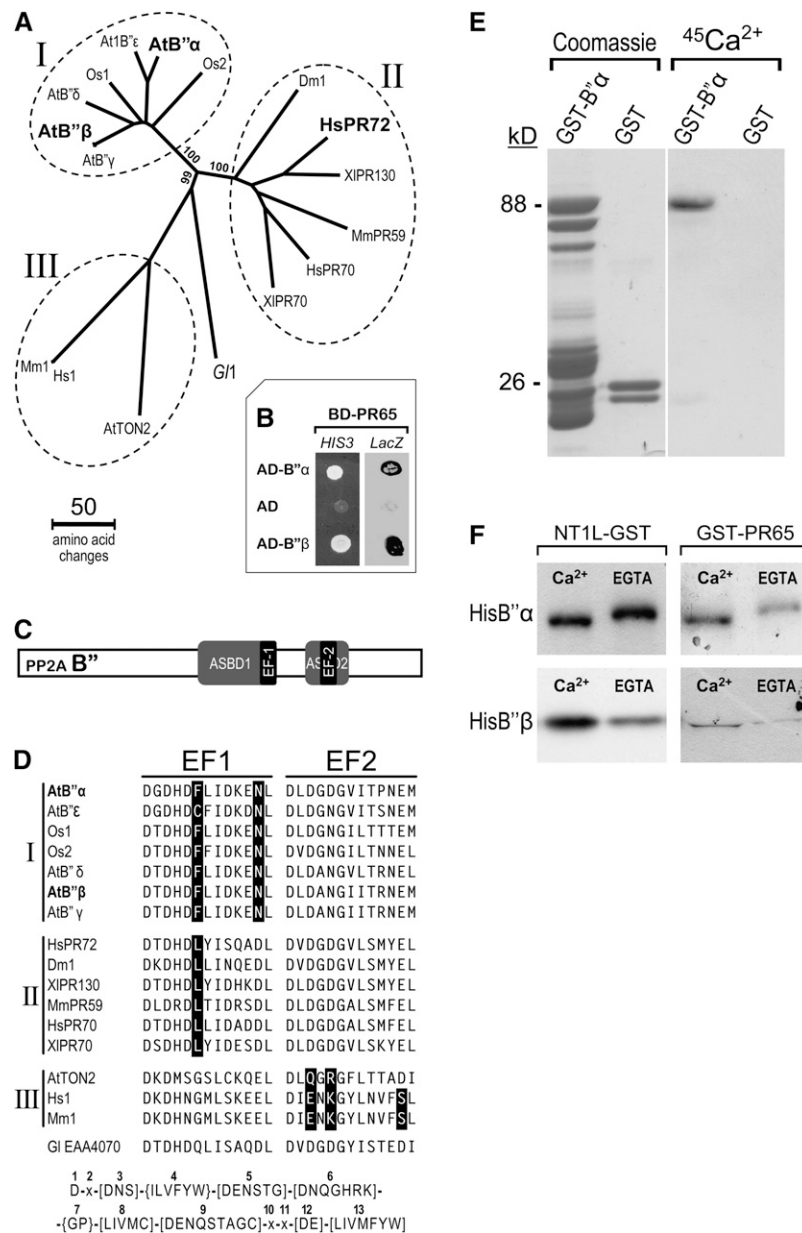 A
I
At1B"ε
AtB"α
Os1
Os2
AtB"δ
AtB"β
AtB"γ
100
100
99
II
Dm1
HsPR72
XlPR130
MmPR59
HsPR70
XlPR70
III
Mm1
Hs1
AtTON2
Gl1
50
amino acid
changes
B
BD-PR65
HIS3 LacZ
AD-B"α
AD
AD-B"β
C
PP2A B" ASBD1 EF-1 EF-2
D
EF1 EF2
I
AtB"α DGDHDFLIDKENL DLDGDGVITPNEM
AtB"ε DGDHDCFIDKDNL DLDGNGVITSNEM
Os1 DTDHDFLIDKENL DLDGNGILTTTEM
Os2 DTDHDFFIDKENL DVDGNGILTNNEL
AtB" δ DTDHDFLIDKENL DLDANGIITRNEL
AtB"β DTDHDFLIDKENL DLDANGIITRNEM
AtB" γ DTDHDFLIDKENL DLDANGIITRNEM
II
HsPR72 DTDHDLYISQADL DVDGDGVLSMYEL
Dm1 DKDHDLLINQEDL DVDGDGVLSMYEL
XlPR130 DTDHDLYIDHKDL DLDGDGVLSMYEL
MmPR59 DLDRDLTIDRSDL DMDGDGALSMFEL
HsPR70 DTDHDLLIDADDL DLDGDGALSMFEL
XlPR70 DSDHDLYIDESDL DLDGDGVLSKYEL
III
AtTON2 DKDMSGSLCKQEL DLQGRGFLTTADI
Hs1 DKDHNGMLSKEEL DIENKGYLNVFSL
Mm1 DKDHNGMLSKEEL DIENKGYLNVFSL
Gl EAA4070 DTDHDQLISAQDL DVDGDGYISTEDI
1 2 3 4 5 6
D-x-[DNS]-{ILVFYW}-[DENSTG]-[DNQGHRK]-
7 8 9 10 11 12 13
-{GP}-[LIVMC]-[DENQSTAGC]-x-x-[DE]-[LIVMFYW]
E
Coomassie 45Ca2+
GST-B"α GST GST-B"α GST
kD
88 -
26 -
F
NT1L-GST GST-PR65
Ca2+ EGTA Ca2+ EGTA
HisB"α
Ca2+ EGTA Ca2+ EGTA
HisB"β